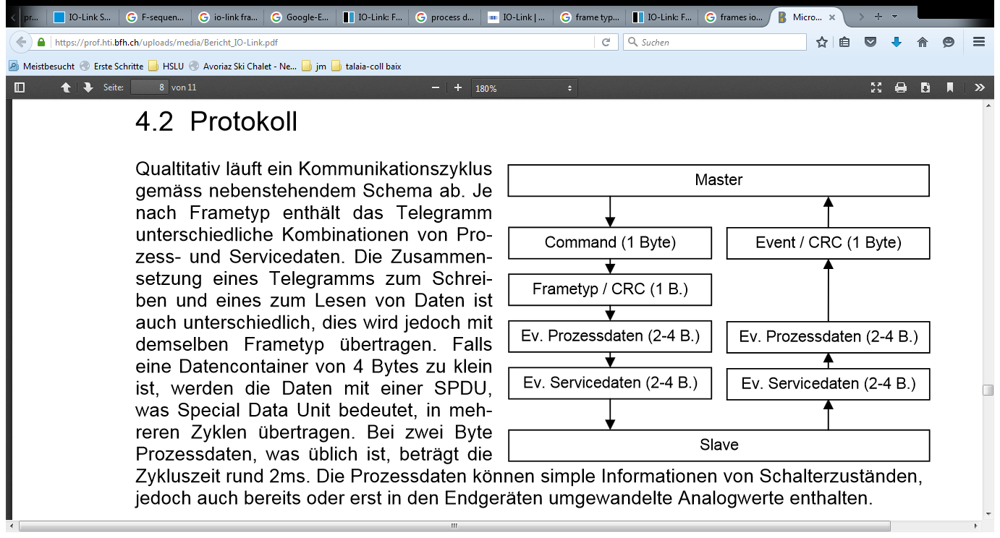 pr...
IO-Link S...
F-sequen...
io-link fra...
Google-E...
IO-Link: F...
process d...
IO-Link | ...
frame typ...
IO-Link: F...
frames io...
Micro...
https://prof.hti.bfh.ch/uploads/media/Bericht_IO-Link.pdf
Suchen
Meistbesucht
Erste Schritte
HSLU
Avoriaz Ski Chalet - Ne...
jm
talaia-coll baix
Seite: 8 von 11
180%
4.2 Protokoll
Qualtitativ läuft ein Kommunikationszyklus
gemäss nebenstehendem Schema ab. Je
nach Frametyp enthält das Telegramm
unterschiedliche Kombinationen von Pro-
zess- und Servicedaten. Die Zusammen-
setzung eines Telegramms zum Schrei-
ben und eines zum Lesen von Daten ist
auch unterschiedlich, dies wird jedoch mit
demselben Frametyp übertragen. Falls
eine Datencontainer von 4 Bytes zu klein
ist, werden die Daten mit einer SPDU,
was Special Data Unit bedeutet, in meh-
reren Zyklen übertragen. Bei zwei Byte
Prozessdaten, was üblich ist, beträgt die
Zykluszeit rund 2ms. Die Prozessdaten können simple Informationen von Schalterzuständen,
jedoch auch bereits oder erst in den Endgeräten umgewandelte Analogwerte enthalten.
Master
Command (1 Byte)
Frametyp / CRC (1 B.)
Ev. Prozessdaten (2-4 B.)
Ev. Servicedaten (2-4 B.)
Event / CRC (1 Byte)
Ev. Prozessdaten (2-4 B.)
Ev. Servicedaten (2-4 B.)
Slave